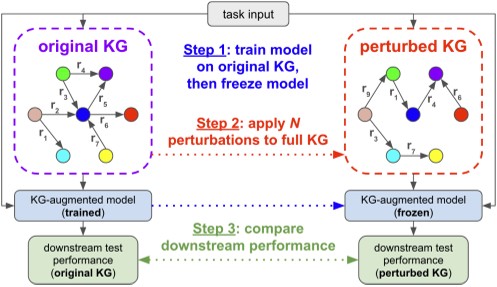 task input
original KG
r4
r3
r5
r2
r6
r1
r7
Step 1: train model
on original KG,
then freeze model
Step 2: apply N
perturbations to full KG
perturbed KG
r9
r1
r4
r6
r3
r7
KG-augmented model
(trained)
KG-augmented model
(frozen)
Step 3: compare
downstream performance
downstream test
performance
(original KG)
downstream test
performance
(perturbed KG)